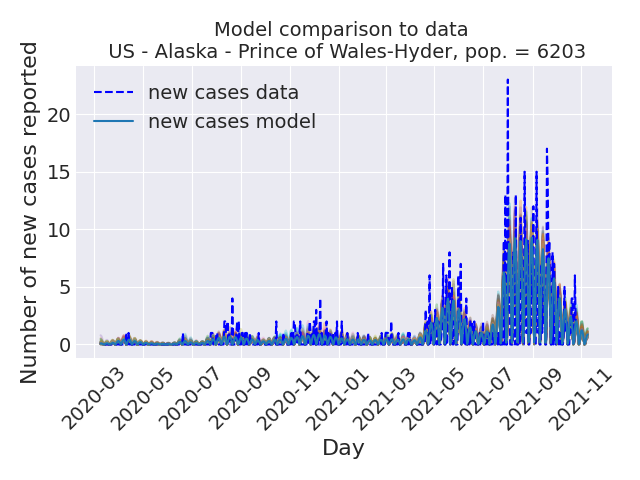 Model comparison to data
US - Alaska - Prince of Wales-Hyder, pop. = 6203
Number of new cases reported
new cases data
new cases model
20
15
10
5
0
2020-03
2020-05
2020-07
2020-09
2020-11
2021-01
2021-03
2021-05
2021-07
2021-09
2021-11
Day